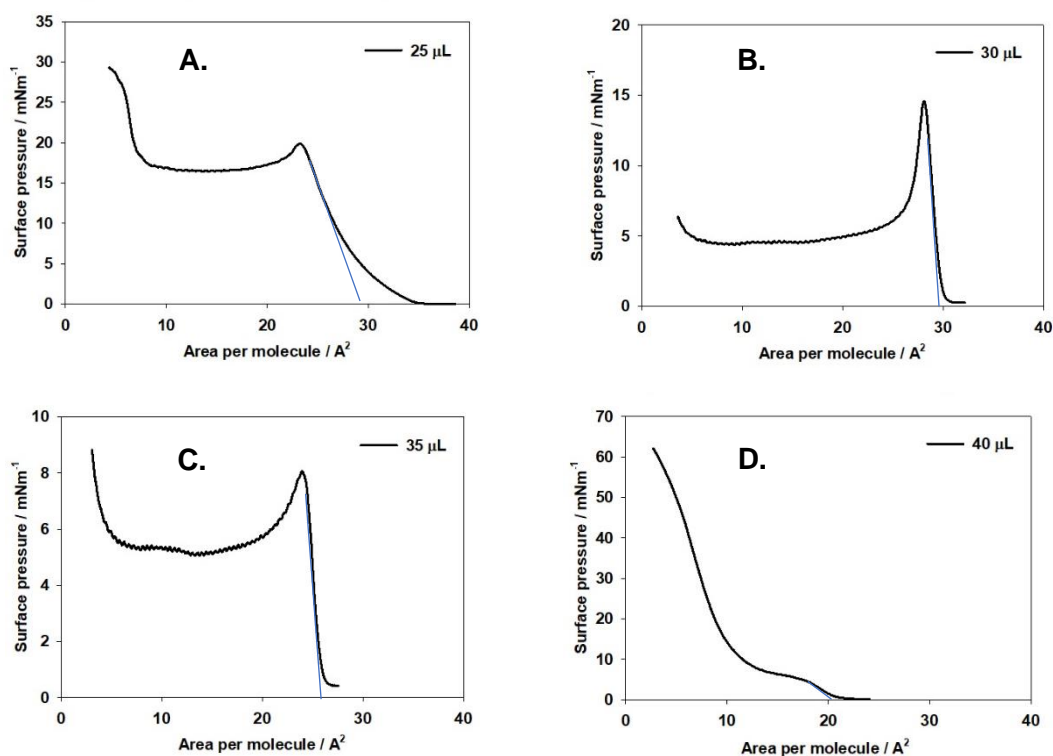 A.
25 μL
Surface pressure / mNm-1
35
30
25
20
15
10
5
0
0 10 20 30 40
Area per molecule / A2
B.
30 μL
Surface pressure / mNm-1
20
15
10
5
0
0 10 20 30 40
Area per molecule / A2
C.
35 μL
Surface pressure / mNm-1
10
8
6
4
2
0
0 10 20 30 40
Area per molecule / A2
D.
40 μL
Surface pressure / mNm-1
70
60
50
40
30
20
10
0
0 10 20 30 40
Area per molecule / A2